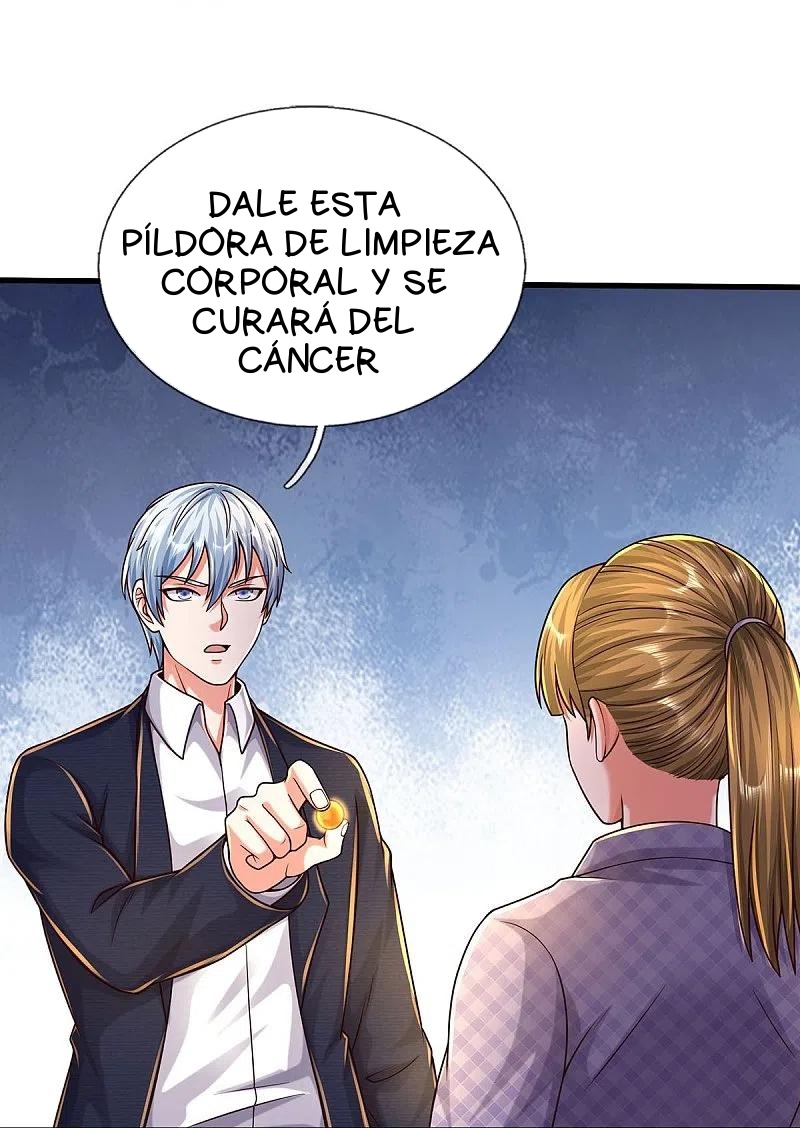 DALE ESTA
PÍLDORA DE LIMPIEZA
CORPORAL Y SE
CURARÁ DEL
CÁNCER